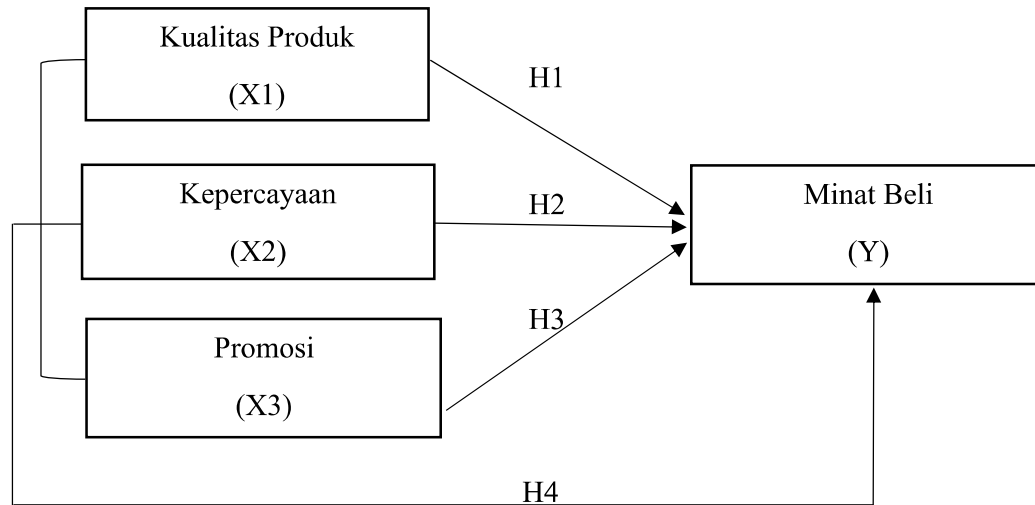 Kualitas Produk
(X1)
H1
Kepercayaan
(X2)
H2
Minat Beli
(Y)
Promosi
(X3)
H3
H4